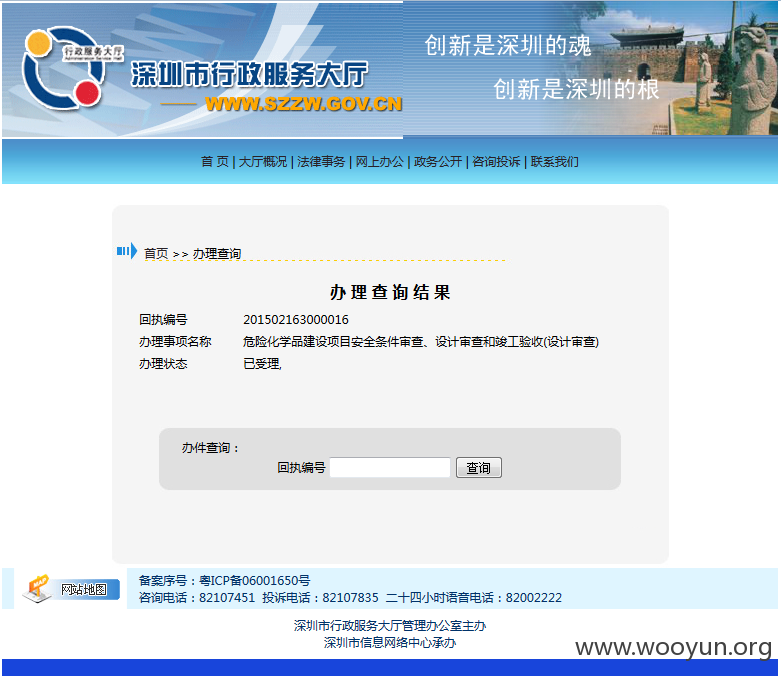 行政服务大厅
Administrative Service Hall
深圳市行政服务大厅
WWW.SZZW.GOV.CN
创新是深圳的魂
创新是深圳的根
首 页 | 大厅概况 | 法律事务 | 网上办公 | 政务公开 | 咨询投诉 | 联系我们
首页 >> 办理查询
办 理 查 询 结 果
回执编号 201502163000016
办理事项名称 危险化学品建设项目安全条件审查、设计审查和竣工验收(设计审查)
办理状态 已受理,
办件查询：
回执编号 查询
MAP
网站地图
备案序号：粤ICP备06001650号
咨询电话：82107451 投诉电话：82107835 二十四小时语音电话：82002222
深圳市行政服务大厅管理办公室主办
深圳市信息网络中心承办
www.wooyun.org